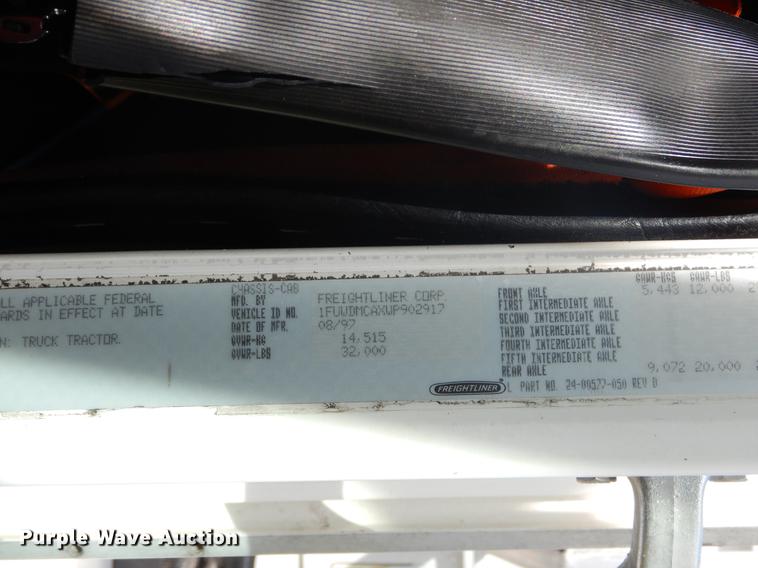 LL APPLICABLE FEDERAL
ARDS IN EFFECT AT DATE
N: TRUCK TRACTOR.
CHASSIS-CAB
MFD. BY FREIGHTLINER CORP.
VEHICLE ID NO. 1FUWDMCAXWP902917
DATE OF MFR. 08/97
GVWR-KG 14,515
GVWR-LBS 32,000
GAWR-KGS GAWR-LBS
FRONT AXLE 5,443 12,000 2
FIRST INTERMEDIATE AXLE
SECOND INTERMEDIATE AXLE
THIRD INTERMEDIATE AXLE
FOURTH INTERMEDIATE AXLE
FIFTH INTERMEDIATE AXLE
REAR AXLE 9,072 20,000
FREIGHTLINER L PART NO. 24-00577-050 REV D
Purple Wave Auction